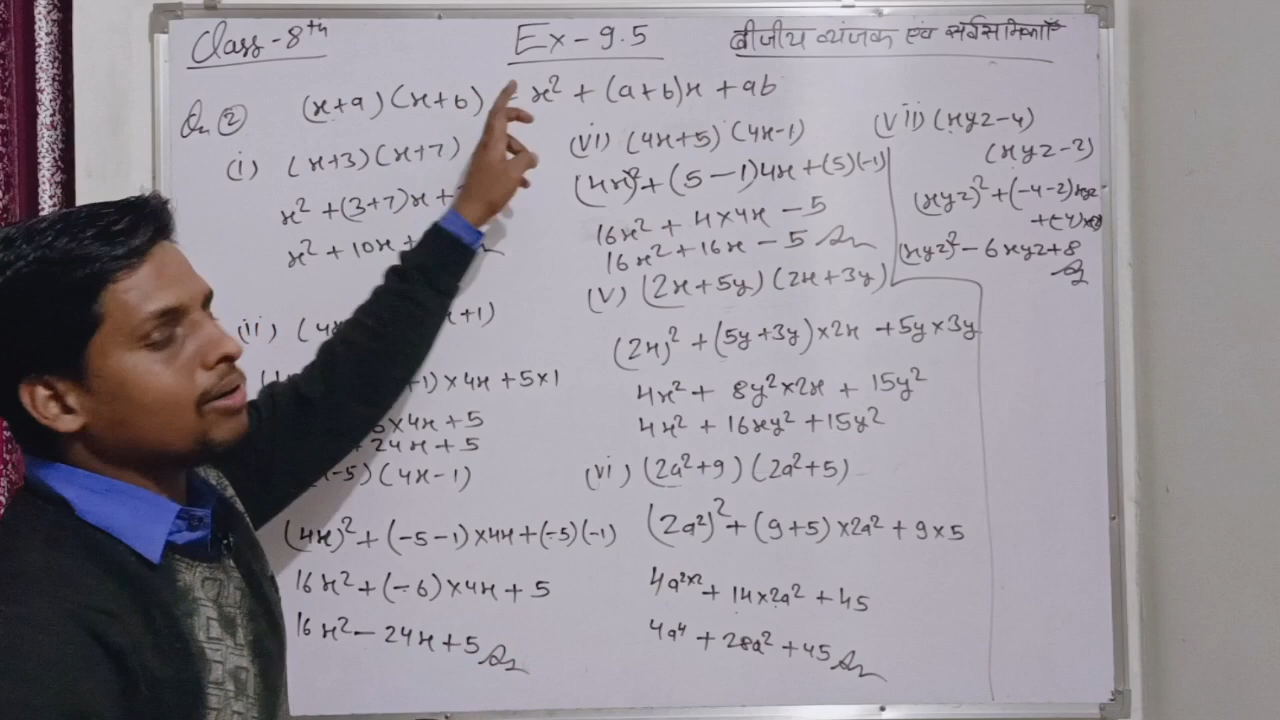 Class-8th
Ex-9.5
बीजीय व्यंजक एवं सर्वसमिकाएँ
Qn ②
(x+a)(x+b) = x² + (a+b)x + ab
(i) (x+3)(x+7)
x² + (3+7)x +
x² + 10x +
(ii) (4x x+1)
+1)×4x + 5×1
×4x + 5
+ 24x + 5
x-5)(4x-1)
(4x)² + (-5-1)×4x + (-5)(-1)
16x² + (-6)×4x + 5
16x² - 24x + 5 Ans
(vi) (4x+5)(4x-1)
(4x)² + (5-1)4x + (5)(-1)
16x² + 4×4x - 5
16x² + 16x - 5 Ans
(v) (2x+5y)(2x+3y)
(2x)² + (5y+3y)×2x + 5y×3y
4x² + 8y²×2x + 15y²
4x² + 16xy² + 15y²
(vi) (2a²+9)(2a²+5)
(2a²)² + (9+5)×2a² + 9×5
4a²ˣ² + 14×2a² + 45
4a⁴ + 28a² + 45 Ans
(vii) (xyz-4)
(xyz-2)
(xyz)² + (-4-2)xyz
(xyz)² - 6xyz + 8